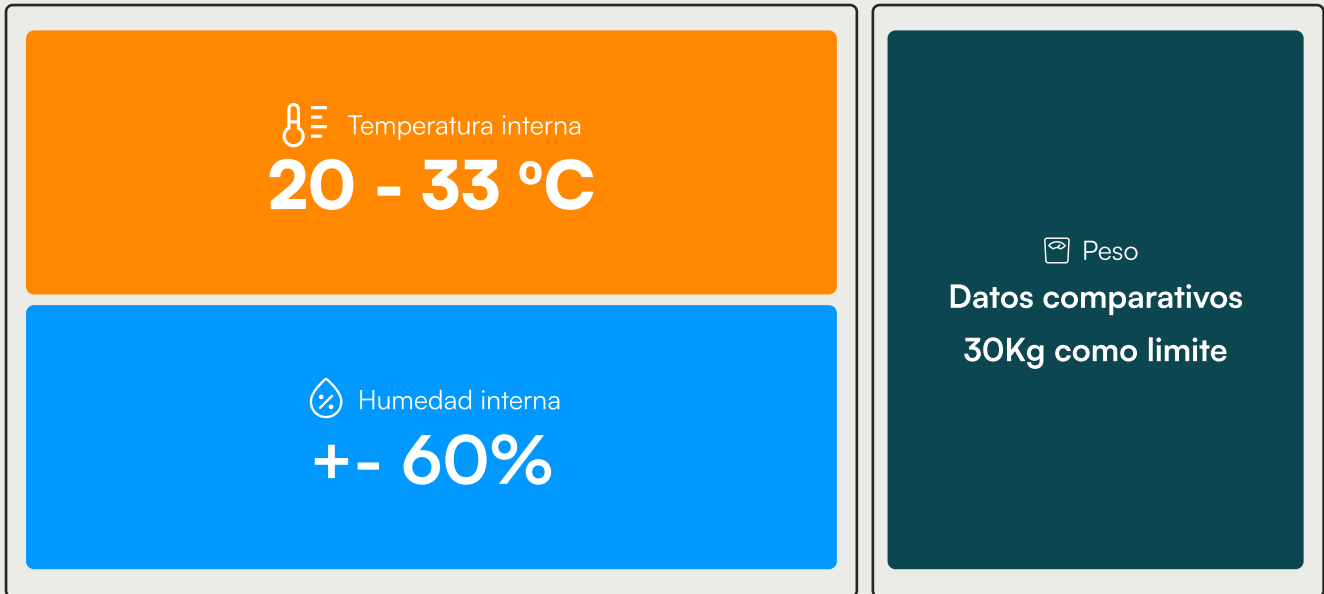 Temperatura interna
20 - 33 ºC
Humedad interna
+- 60%
Peso
Datos comparativos
30Kg como limite